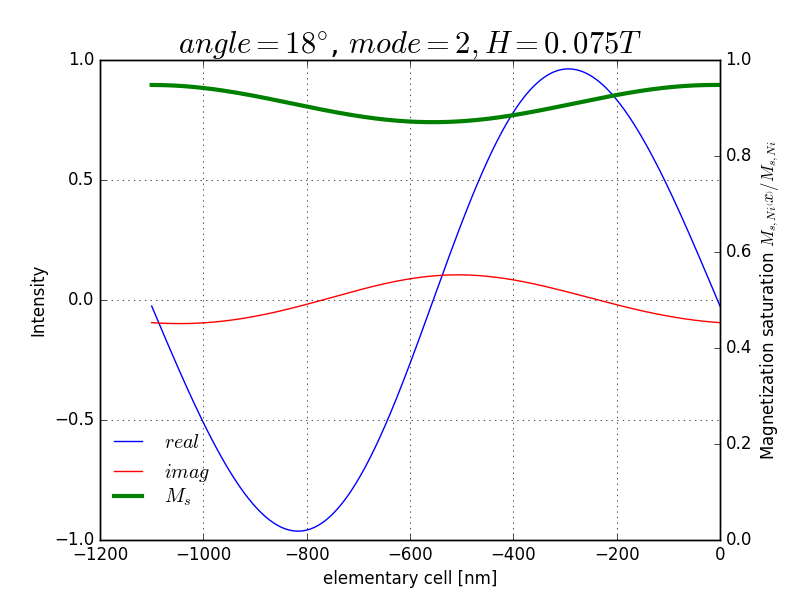 angle = 18°, mode = 2, H = 0.075T
1.0
0.5
0.0
−0.5
−1.0
Intensity
real
imag
M_s
−1200
−1000
−800
−600
−400
−200
0
elementary cell [nm]
1.0
0.8
0.6
0.4
0.2
0.0
Magnetization saturation M_{s,Ni}(x)/M_{s,Ni}